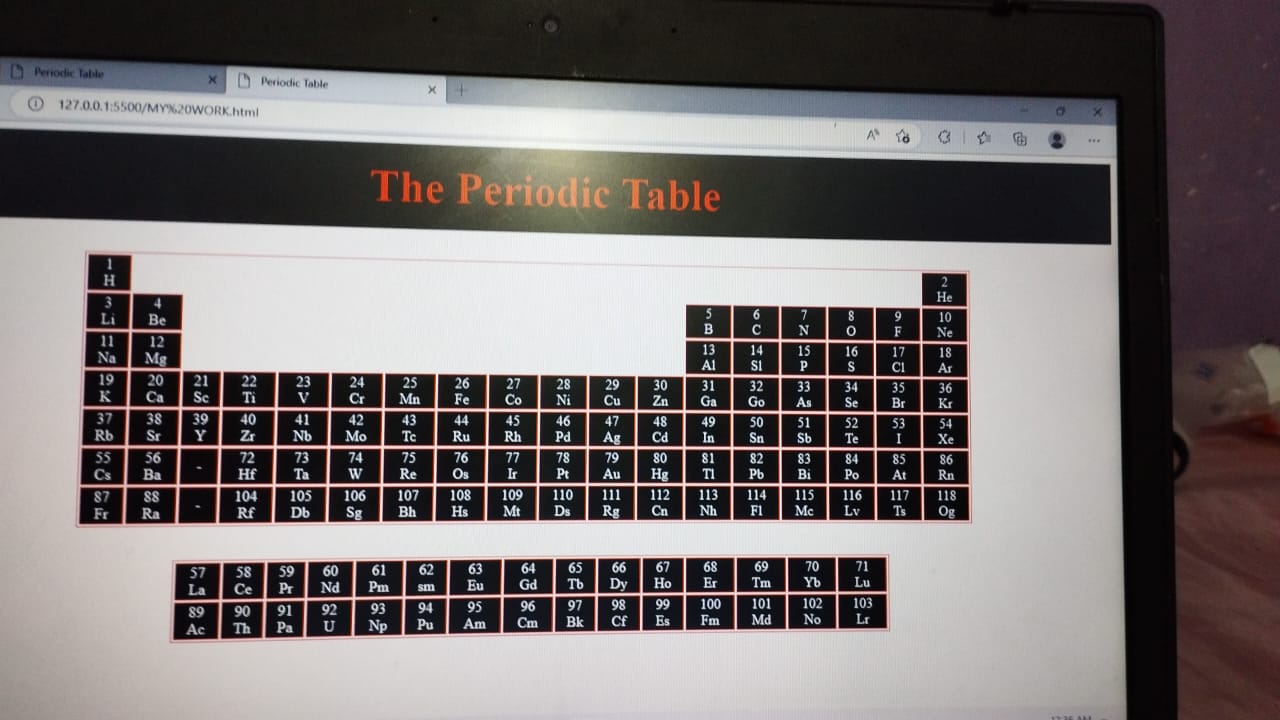 Periodic Table
Periodic Table
127.0.0.1:5500/MY%20WORK.html
The Periodic Table
1 2
H He
3 4 5 6 7 8 9 10
Li Be B C N O F Ne
11 12 13 14 15 16 17 18
Na Mg Al Sl P S Cl Ar
19 20 21 22 23 24 25 26 27 28 29 30 31 32 33 34 35 36
K Ca Sc Ti V Cr Mn Fe Co Ni Cu Zn Ga Go As Se Br Kr
37 38 39 40 41 42 43 44 45 46 47 48 49 50 51 52 53 54
Rb Sr Y Zr Nb Mo Tc Ru Rh Pd Ag Cd In Sn Sb Te I Xe
55 56 - 72 73 74 75 76 77 78 79 80 81 82 83 84 85 86
Cs Ba Hf Ta W Re Os Ir Pt Au Hg Tl Pb Bi Po At Rn
87 88 - 104 105 106 107 108 109 110 111 112 113 114 115 116 117 118
Fr Ra Rf Db Sg Bh Hs Mt Ds Rg Cn Nh Fl Mc Lv Ts Og
57 58 59 60 61 62 63 64 65 66 67 68 69 70 71
La Ce Pr Nd Pm sm Eu Gd Tb Dy Ho Er Tm Yb Lu
89 90 91 92 93 94 95 96 97 98 99 100 101 102 103
Ac Th Pa U Np Pu Am Cm Bk Cf Es Fm Md No Lr